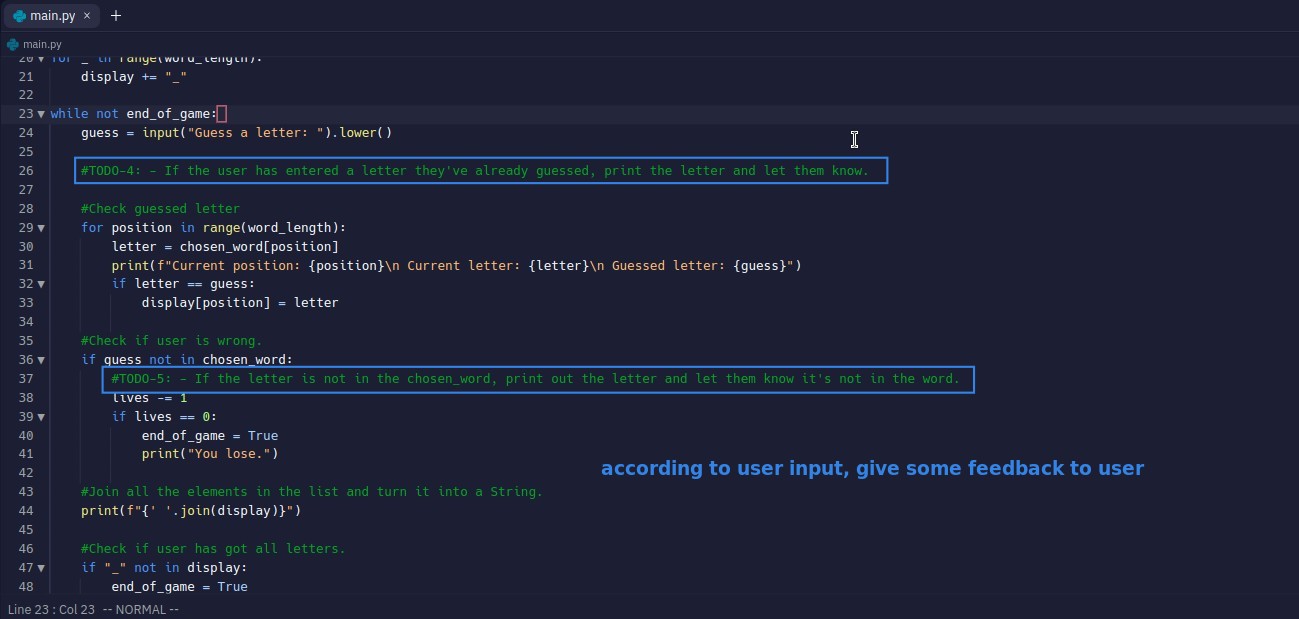 main.py × +
main.py
20 ▼ for _ in range(word_length):
21 display += "_"
22
23 ▼ while not end_of_game:
24 guess = input("Guess a letter: ").lower()
25
26 #TODO-4: - If the user has entered a letter they've already guessed, print the letter and let them know.
27
28 #Check guessed letter
29 ▼ for position in range(word_length):
30 letter = chosen_word[position]
31 print(f"Current position: {position}\n Current letter: {letter}\n Guessed letter: {guess}")
32 ▼ if letter == guess:
33 display[position] = letter
34
35 #Check if user is wrong.
36 ▼ if guess not in chosen_word:
37 #TODO-5: - If the letter is not in the chosen_word, print out the letter and let them know it's not in the word.
38 lives -= 1
39 ▼ if lives == 0:
40 end_of_game = True
41 print("You lose.")
according to user input, give some feedback to user
42
43 #Join all the elements in the list and turn it into a String.
44 print(f"{' '.join(display)}")
45
46 #Check if user has got all letters.
47 ▼ if "_" not in display:
48 end_of_game = True
Line 23 : Col 23 -- NORMAL --